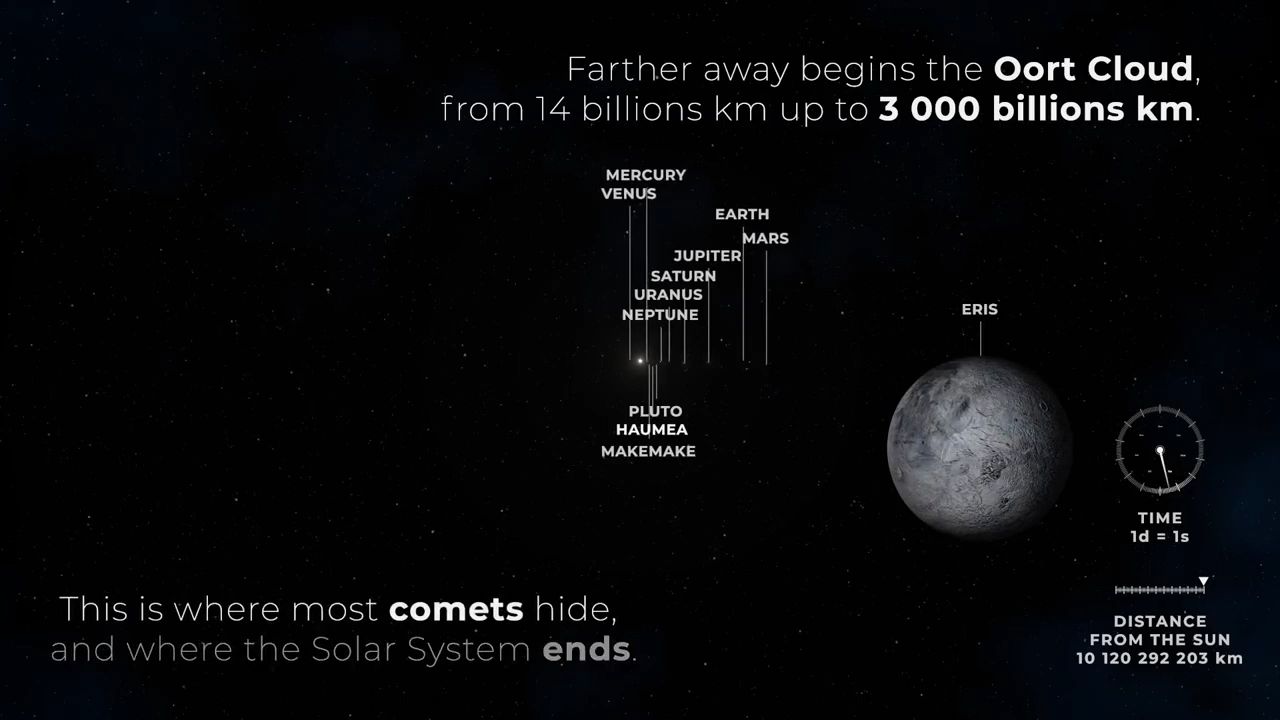 Farther away begins the Oort Cloud,
from 14 billions km up to 3 000 billions km.
MERCURY
VENUS
EARTH
MARS
JUPITER
SATURN
URANUS
NEPTUNE
ERIS
PLUTO
HAUMEA
MAKEMAKE
TIME
1d = 1s
This is where most comets hide,
and where the Solar System ends.
DISTANCE
FROM THE SUN
10 120 292 203 km